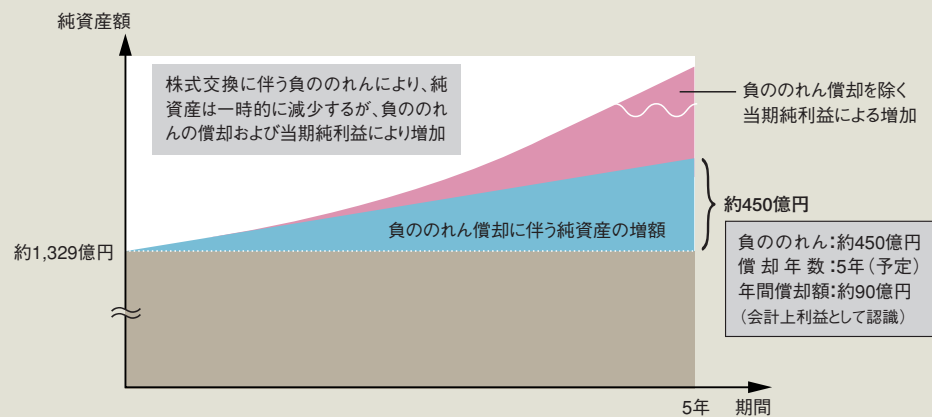 純資産額
株式交換に伴う負ののれんにより、純
資産は一時的に減少するが、負ののれ
んの償却および当期純利益により増加
負ののれん償却を除く
当期純利益による増加
約450億円
負ののれん償却に伴う純資産の増額
約1,329億円
負ののれん:約450億円
償却年数:5年(予定)
年間償却額:約90億円
(会計上利益として認識)
5年 期間